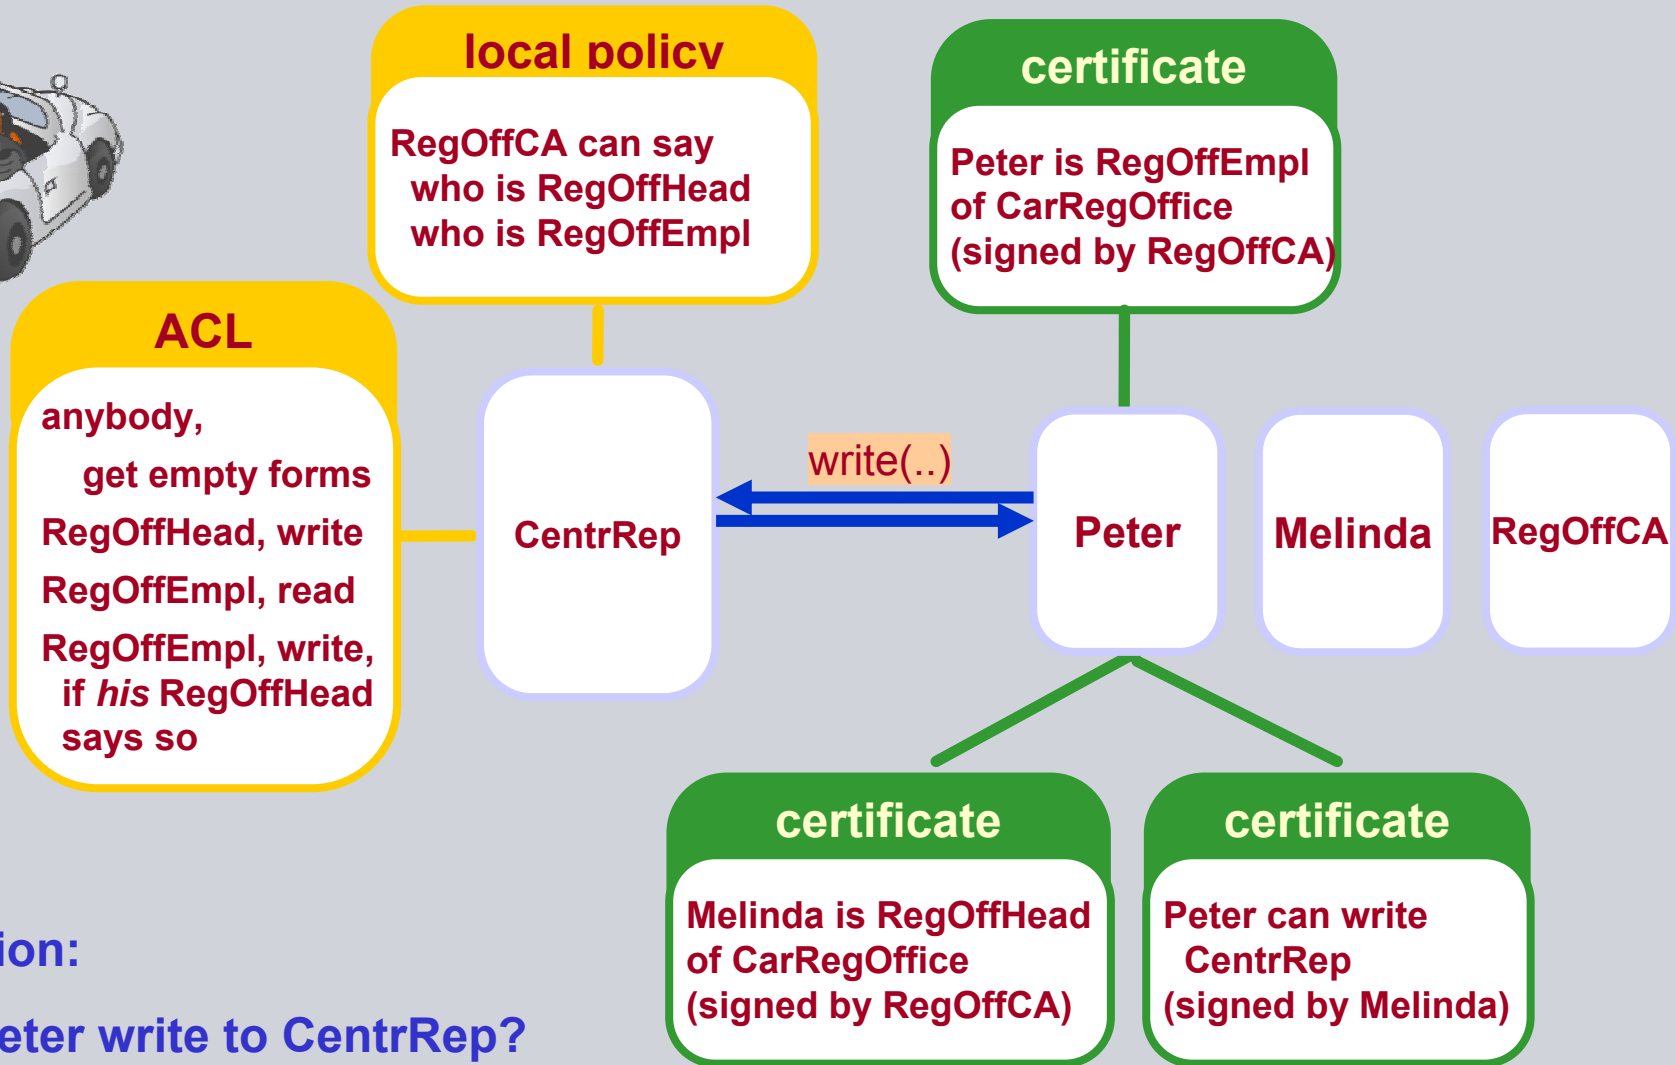 local policy
RegOffCA can say
who is RegOffHead
who is RegOffEmpl
certificate
Peter is RegOffEmpl
of CarRegOffice
(signed by RegOffCA)
ACL
anybody,
get empty forms
RegOffHead, write
RegOffEmpl, read
RegOffEmpl, write,
if his RegOffHead
says so
CentrRep
write(..)
Peter
Melinda
RegOffCA
certificate
Melinda is RegOffHead
of CarRegOffice
(signed by RegOffCA)
certificate
Peter can write
CentrRep
(signed by Melinda)
ion:
eter write to CentrRep?